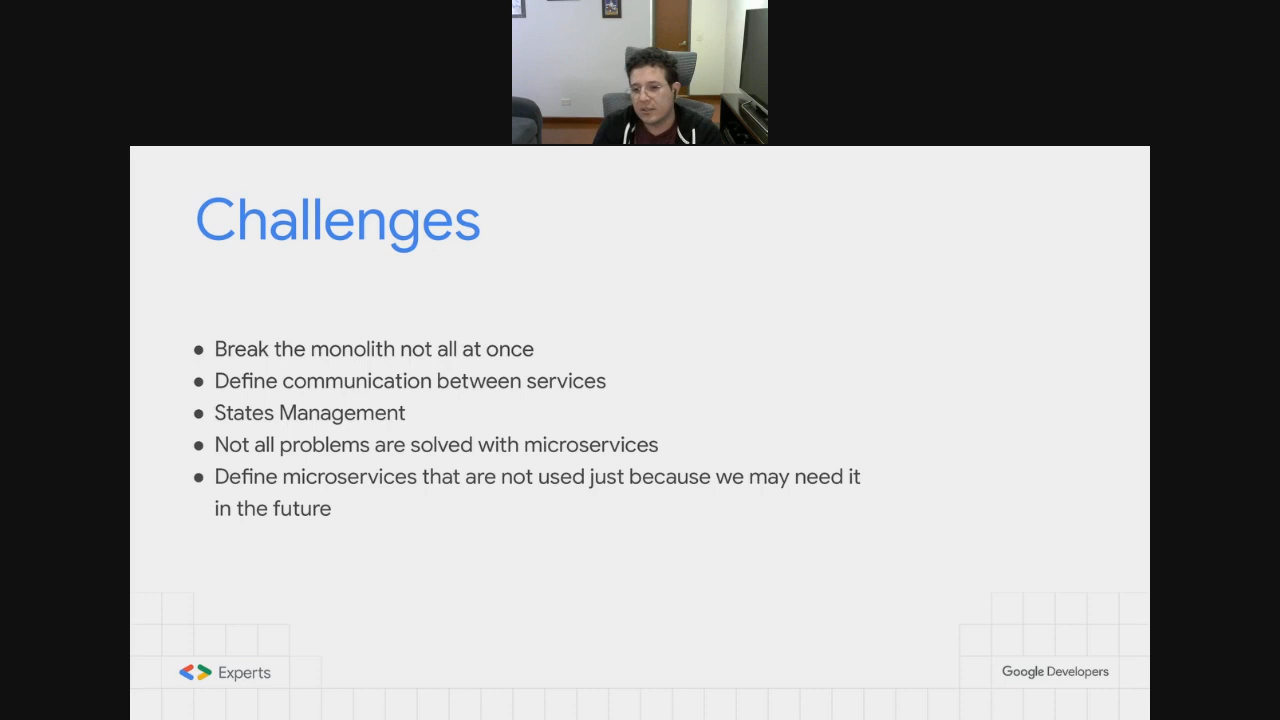 Challenges
● Break the monolith not all at once
● Define communication between services
● States Management
● Not all problems are solved with microservices
● Define microservices that are not used just because we may need it
in the future
Experts
Google Developers